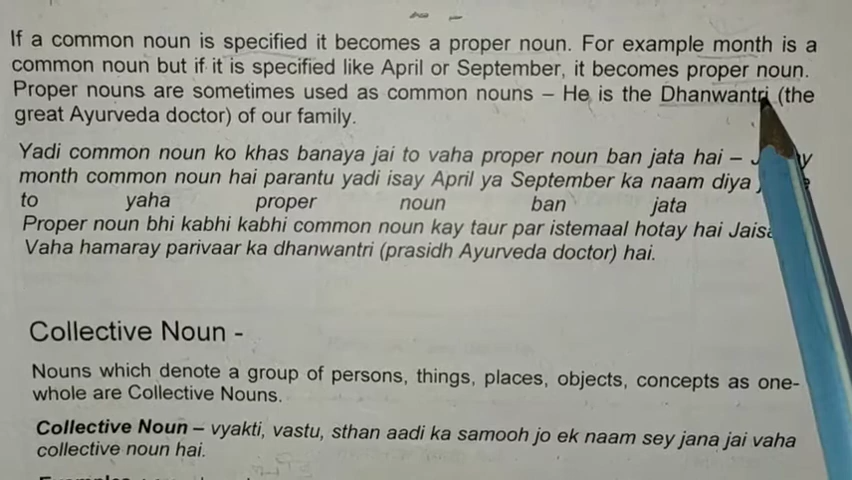 If a common noun is specified it becomes a proper noun. For example month is a
common noun but if it is specified like April or September, it becomes proper noun.
Proper nouns are sometimes used as common nouns – He is the Dhanwantri (the
great Ayurveda doctor) of our family.
Yadi common noun ko khas banaya jai to vaha proper noun ban jata hai –
month common noun hai parantu yadi isay April ya September ka naam diya
to yaha proper noun ban jata
Proper noun bhi kabhi kabhi common noun kay taur par istemaal hotay hai
Vaha hamaray parivaar ka dhanwantri (prasidh Ayurveda doctor) hai.
Collective Noun -
Nouns which denote a group of persons, things, places, objects, concepts as one-
whole are Collective Nouns.
Collective Noun – vyakti, vastu, sthan aadi ka samooh jo ek naam sey jana jai vaha
collective noun hai.